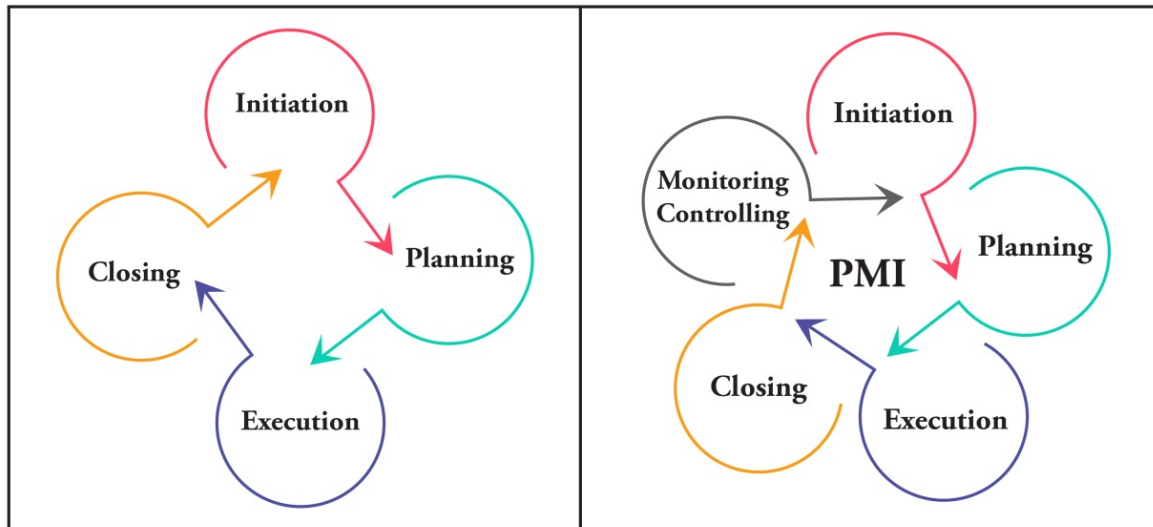 Initiation
Planning
Closing
Execution
Initiation
Monitoring
Controlling
Planning
PMI
Closing
Execution